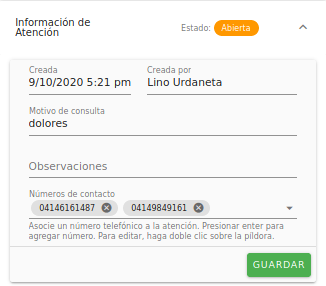 Información de
Atención
Estado: Abierta
Creada Creada por
9/10/2020 5:21 pm Lino Urdaneta
Motivo de consulta
dolores
Observaciones
Números de contacto
04146161487 04149849161
Asocie un número telefónico a la atención. Presionar enter para
agregar número. Para editar, haga doble clic sobre la píldora.
GUARDAR